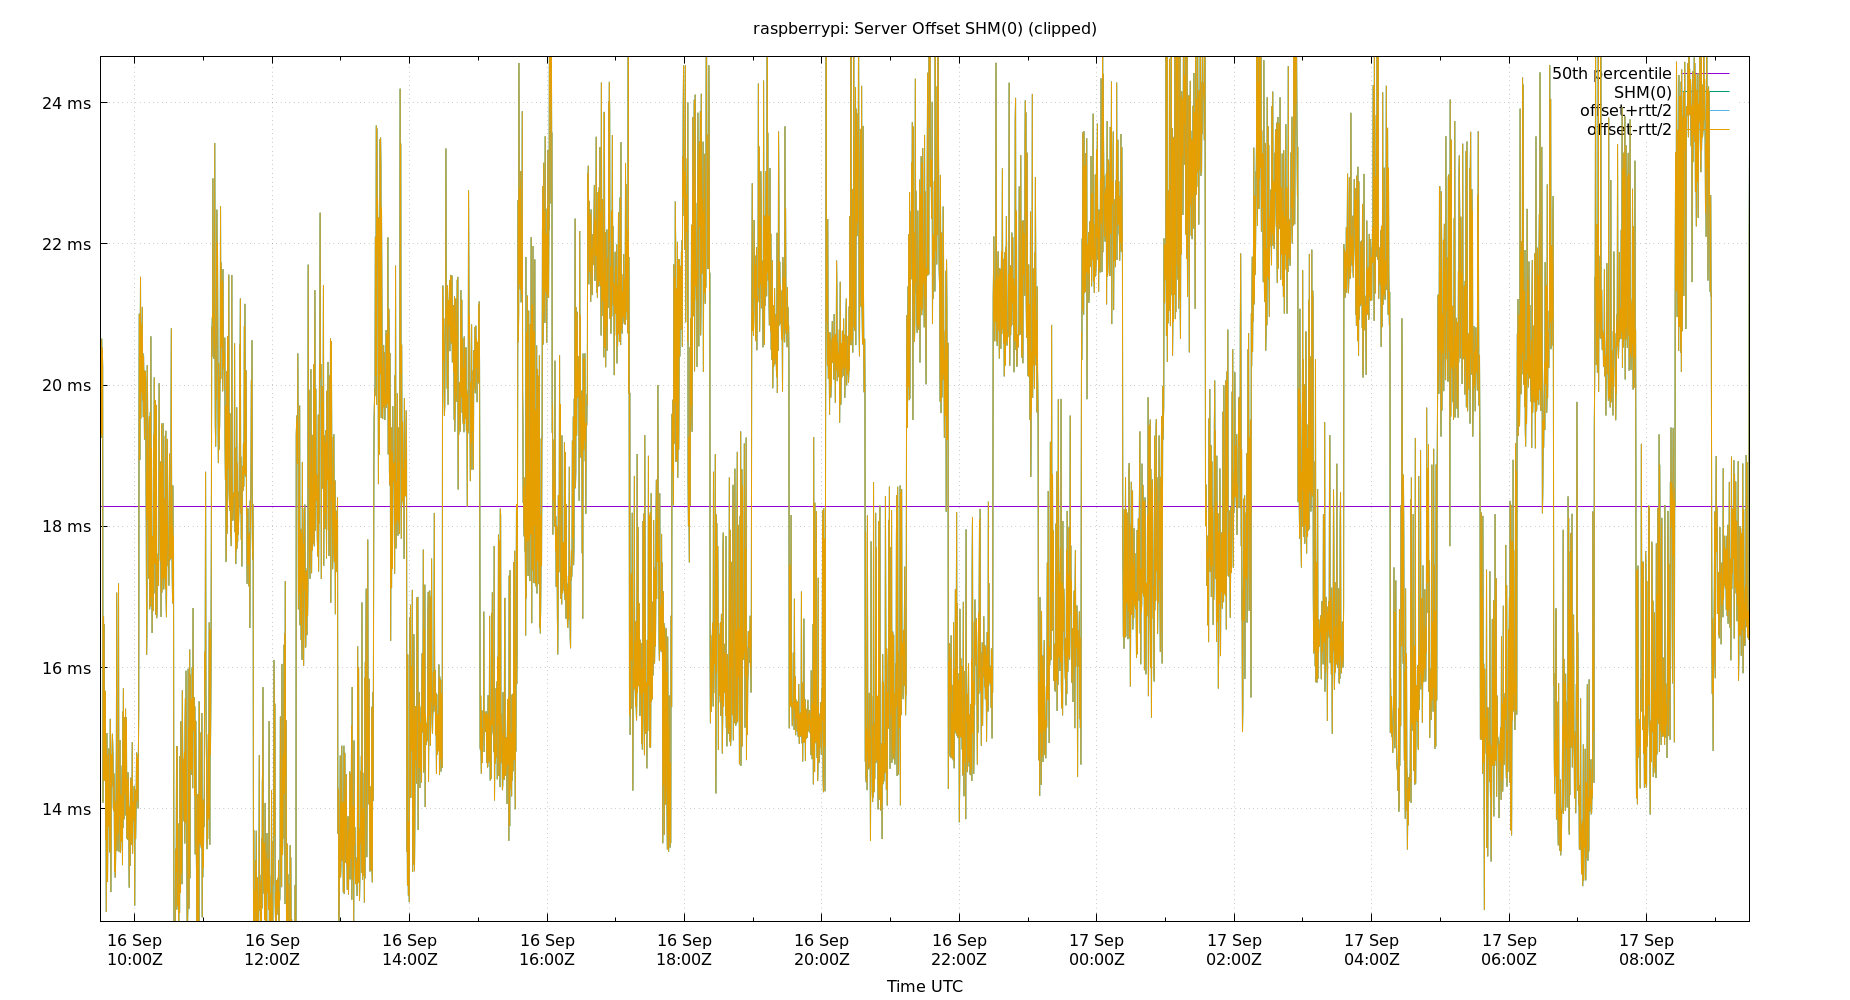 raspberrypi: Server Offset SHM(0) (clipped)
50th percentile
SHM(0)
offset+rtt/2
offset-rtt/2
24 ms
22 ms
20 ms
18 ms
16 ms
14 ms
16 Sep 16 Sep 16 Sep 16 Sep 16 Sep 16 Sep 16 Sep 17 Sep 17 Sep 17 Sep 17 Sep 17 Sep
10:00Z 12:00Z 14:00Z 16:00Z 18:00Z 20:00Z 22:00Z 00:00Z 02:00Z 04:00Z 06:00Z 08:00Z
Time UTC